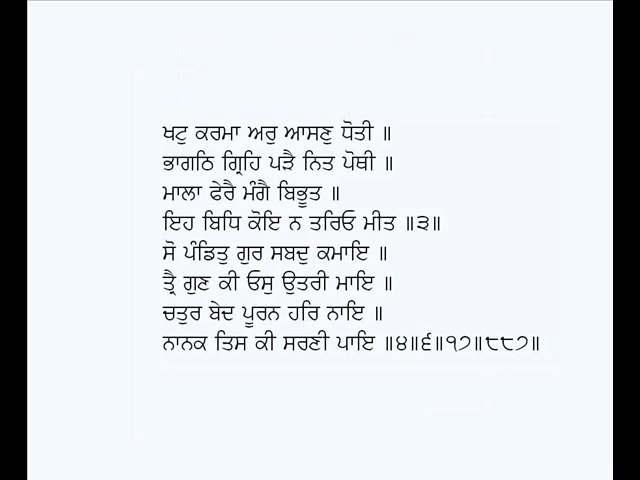 ਖਟੁ ਕਰਮਾ ਅਰੁ ਆਸਣੁ ਧੋਤੀ ॥
ਭਾਗਠਿ ਗ੍ਰਿਹਿ ਪੜੈ ਨਿਤ ਪੋਥੀ ॥
ਮਾਲਾ ਫੇਰੈ ਮੰਗੈ ਬਿਭੂਤ ॥
ਇਹ ਬਿਧਿ ਕੋਇ ਨ ਤਰਿਓ ਮੀਤ ॥੩॥
ਸੋ ਪੰਡਿਤੁ ਗੁਰ ਸਬਦੁ ਕਮਾਇ ॥
ਤ੍ਰੈ ਗੁਣ ਕੀ ਓਸੁ ਉਤਰੀ ਮਾਇ ॥
ਚਤੁਰ ਬੇਦ ਪੂਰਨ ਹਰਿ ਨਾਇ ॥
ਨਾਨਕ ਤਿਸ ਕੀ ਸਰਣੀ ਪਾਇ ॥੪॥੬॥੧੭॥੮੮੭॥